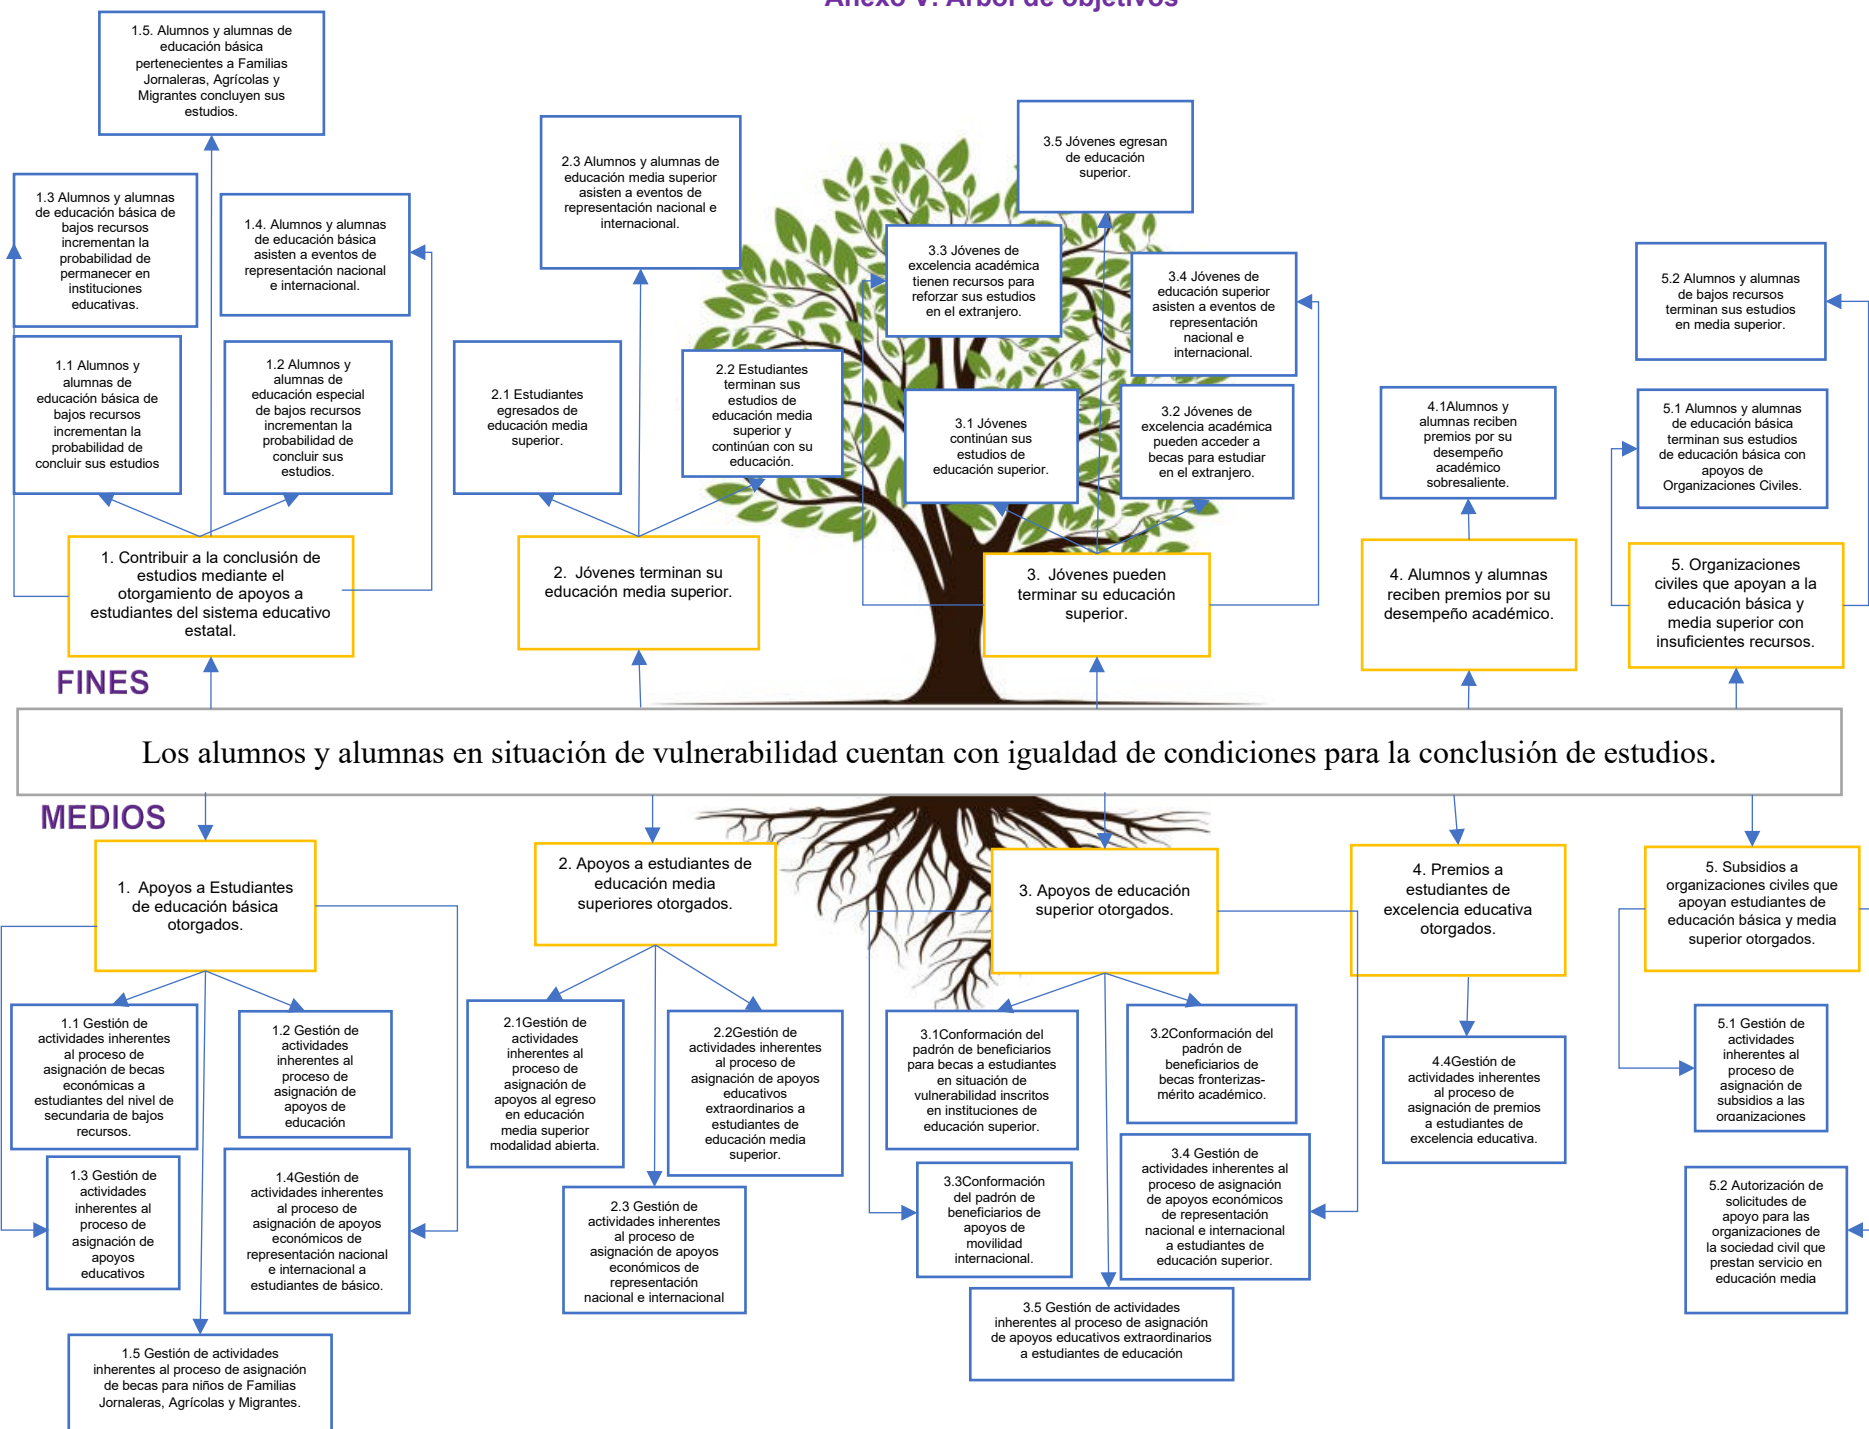 Anexo V. Árbol de objetivos
1.5. Alumnos y alumnas de
educación básica
pertenecientes a Familias
Jornaleras, Agrícolas y
Migrantes concluyen sus
estudios.
1.3 Alumnos y alumnas
de educación básica de
bajos recursos
incrementan la
probabilidad de
permanecer en
instituciones
educativas.
1.4. Alumnos y alumnas
de educación básica
asisten a eventos de
representación nacional
e internacional.
1.1 Alumnos y
alumnas de
educación básica de
bajos recursos
incrementan la
probabilidad de
concluir sus estudios
1.2 Alumnos y
alumnas de
educación especial
de bajos recursos
incrementan la
probabilidad de
concluir sus
estudios.
2.3 Alumnos y alumnas de
educación media superior
asisten a eventos de
representación nacional e
internacional.
2.1 Estudiantes
egresados de
educación media
superior.
2.2 Estudiantes
terminan sus
estudios de
educación media
superior y
continúan con su
educación.
3.5 Jóvenes egresan
de educación
superior.
3.3 Jóvenes de
excelencia académica
tienen recursos para
reforzar sus estudios
en el extranjero.
3.4 Jóvenes de
educación superior
asisten a eventos de
representación
nacional e
internacional.
3.1 Jóvenes
continúan sus
estudios de
educación superior.
3.2 Jóvenes de
excelencia académica
pueden acceder a
becas para estudiar
en el extranjero.
4.1Alumnos y
alumnas reciben
premios por su
desempeño
académico
sobresaliente.
5.2 Alumnos y alumnas
de bajos recursos
terminan sus estudios
en media superior.
5.1 Alumnos y alumnas
de educación básica
terminan sus estudios
de educación básica con
apoyos de
Organizaciones Civiles.
1. Contribuir a la conclusión de
estudios mediante el
otorgamiento de apoyos a
estudiantes del sistema educativo
estatal.
2. Jóvenes terminan su
educación media superior.
3. Jóvenes pueden
terminar su educación
superior.
4. Alumnos y alumnas
reciben premios por su
desempeño académico.
5. Organizaciones
civiles que apoyan a la
educación básica y
media superior con
insuficientes recursos.
FINES
Los alumnos y alumnas en situación de vulnerabilidad cuentan con igualdad de condiciones para la conclusión de estudios.
MEDIOS
1. Apoyos a Estudiantes
de educación básica
otorgados.
2. Apoyos a estudiantes de
educación media
superiores otorgados.
3. Apoyos de educación
superior otorgados.
4. Premios a
estudiantes de
excelencia educativa
otorgados.
5. Subsidios a
organizaciones civiles que
apoyan estudiantes de
educación básica y media
superior otorgados.
1.1 Gestión de
actividades inherentes
al proceso de
asignación de becas
económicas a
estudiantes del nivel de
secundaria de bajos
recursos.
1.2 Gestión de
actividades
inherentes al
proceso de
asignación de
apoyos de
educación
1.3 Gestión de
actividades
inherentes al
proceso de
asignación de
apoyos
educativos
1.4Gestión de
actividades inherentes
al proceso de
asignación de apoyos
económicos de
representación nacional
e internacional a
estudiantes de básico.
1.5 Gestión de actividades
inherentes al proceso de asignación
de becas para niños de Familias
Jornaleras, Agrícolas y Migrantes.
2.1Gestión de
actividades
inherentes al
proceso de
asignación de
apoyos al egreso
en educación
media superior
modalidad abierta.
2.2Gestión de
actividades inherentes
al proceso de
asignación de apoyos
educativos
extraordinarios a
estudiantes de
educación media
superior.
2.3 Gestión de
actividades inherentes
al proceso de
asignación de apoyos
económicos de
representación
nacional e internacional
3.1Conformación del
padrón de beneficiarios
para becas a estudiantes
en situación de
vulnerabilidad inscritos
en instituciones de
educación superior.
3.2Conformación del
padrón de
beneficiarios de
becas fronterizas-
mérito académico.
3.3Conformación
del padrón de
beneficiarios de
apoyos de
movilidad
internacional.
3.4 Gestión de
actividades inherentes al
proceso de asignación
de apoyos económicos
de representación
nacional e internacional
a estudiantes de
educación superior.
3.5 Gestión de actividades
inherentes al proceso de asignación
de apoyos educativos extraordinarios
a estudiantes de educación
4.4Gestión de
actividades inherentes
al proceso de
asignación de premios
a estudiantes de
excelencia educativa.
5.1 Gestión de
actividades
inherentes al
proceso de
asignación de
subsidios a las
organizaciones
5.2 Autorización de
solicitudes de
apoyo para las
organizaciones de
la sociedad civil que
prestan servicio en
educación media